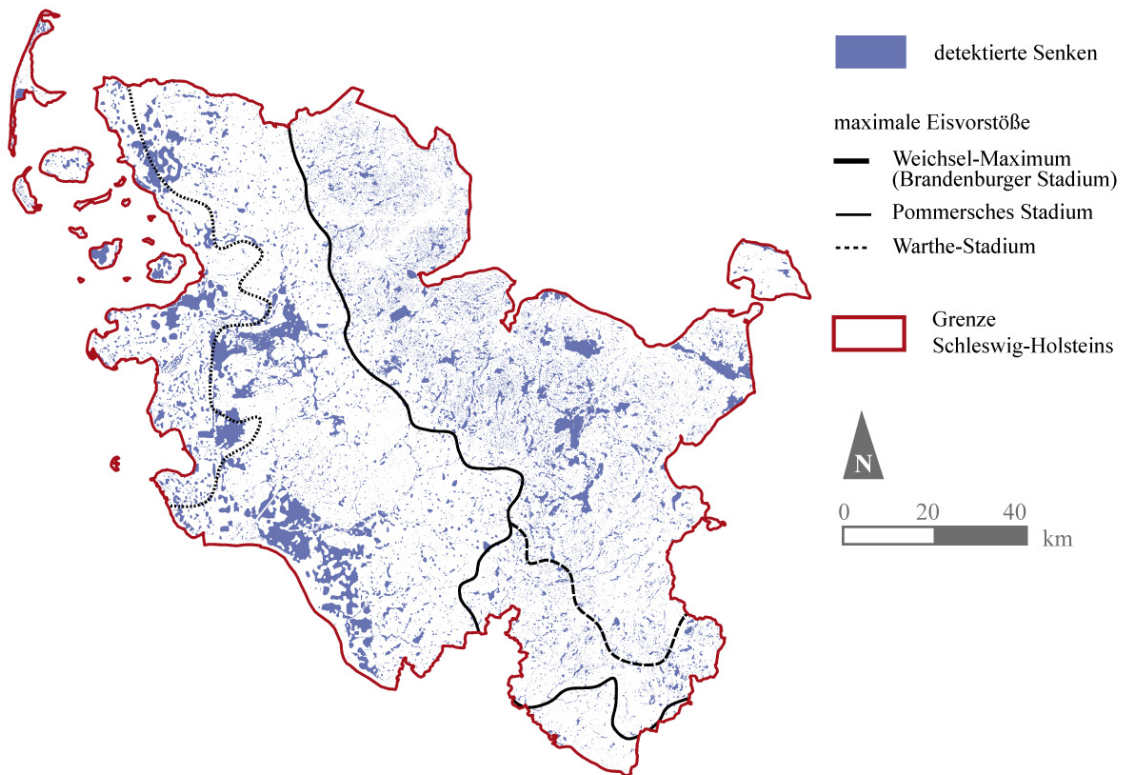 detektierte Senken
maximale Eisvorstöße
Weichsel-Maximum
(Brandenburger Stadium)
Pommersches Stadium
Warthe-Stadium
Grenze
Schleswig-Holsteins
N
0 20 40
km